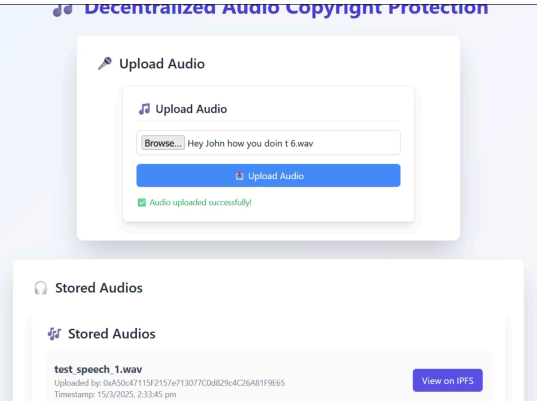 Decentralized Audio Copyright Protection
Upload Audio
Upload Audio
Browse... Hey John how you doin t 6.wav
Upload Audio
Audio uploaded successfully!
Stored Audios
Stored Audios
test_speech_1.wav
Uploaded by: 0xA50c47115F2157e713077C0d829c4C26A81F9E65
View on IPFS
Timestamp: 15/3/2025, 2:33:45 pm